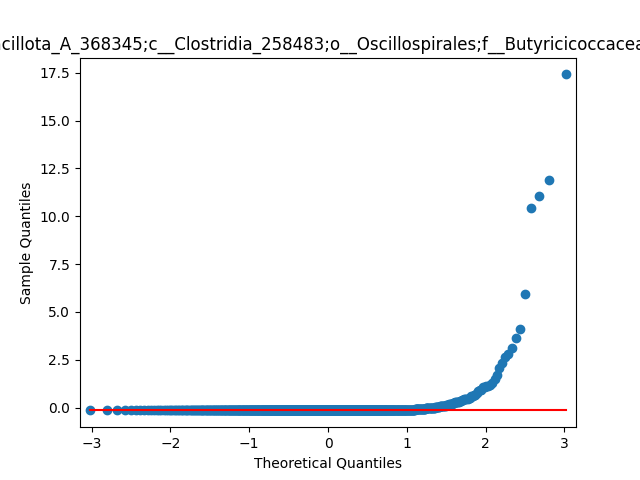 cillota_A_368345;c__Clostridia_258483;o__Oscillospirales;f__Butyricicoccacea
17.5
15.0
12.5
10.0
7.5
5.0
2.5
0.0
Sample Quantiles
−3 −2 −1 0 1 2 3
Theoretical Quantiles